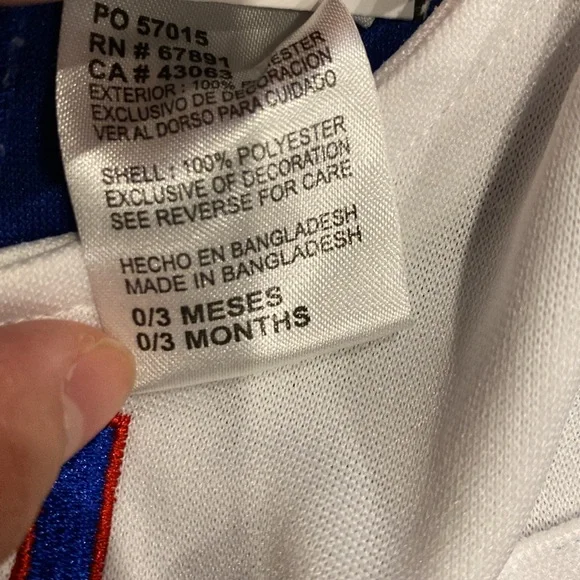 PO 57015
RN # 67891
CA # 43063
EXTERIOR : 100%
EXCLUSIVO DE DECORACION
VER AL DORSO PARA CUIDADO
SHELL : 100% POLYESTER
EXCLUSIVE OF DECORATION
SEE REVERSE FOR CARE
HECHO EN BANGLADESH
MADE IN BANGLADESH
0/3 MESES
0/3 MONTHS